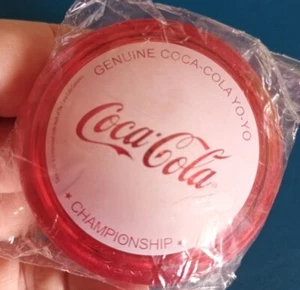 GENUINE COCA-COLA YO-YO
Coca-Cola
• CHAMPIONSHIP •